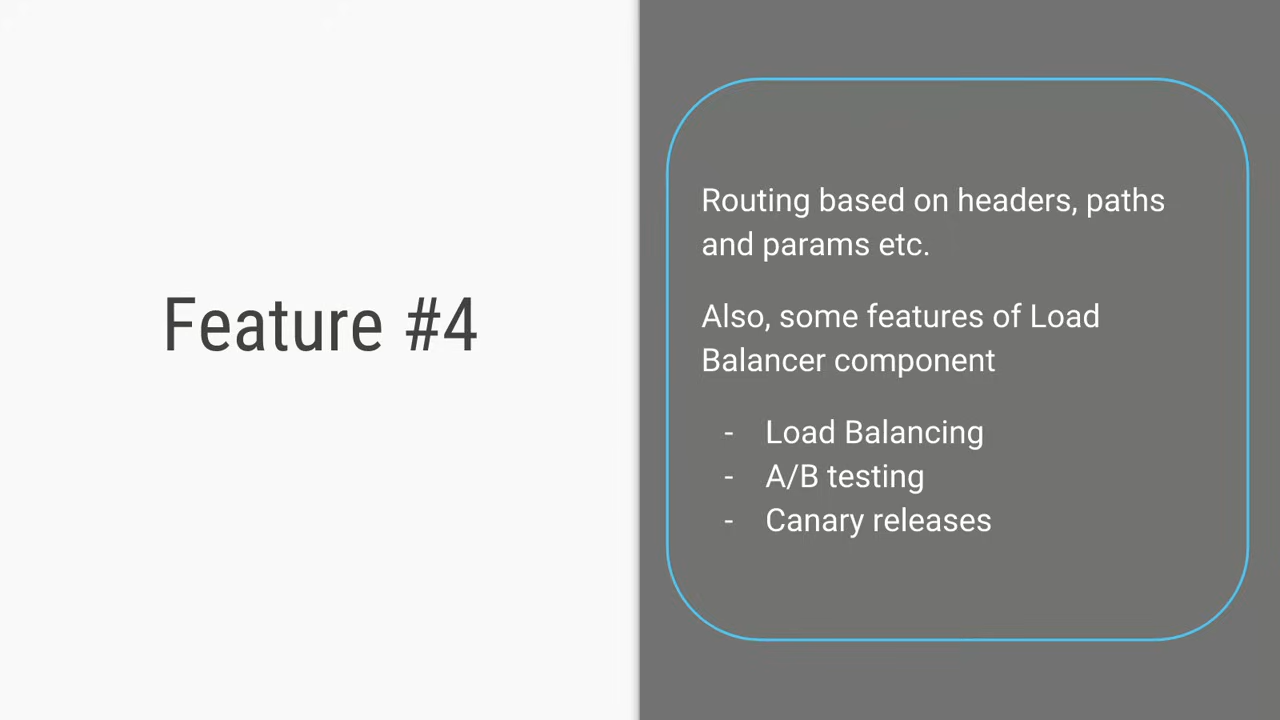 Feature #4
Routing based on headers, paths
and params etc.
Also, some features of Load
Balancer component
- Load Balancing
- A/B testing
- Canary releases